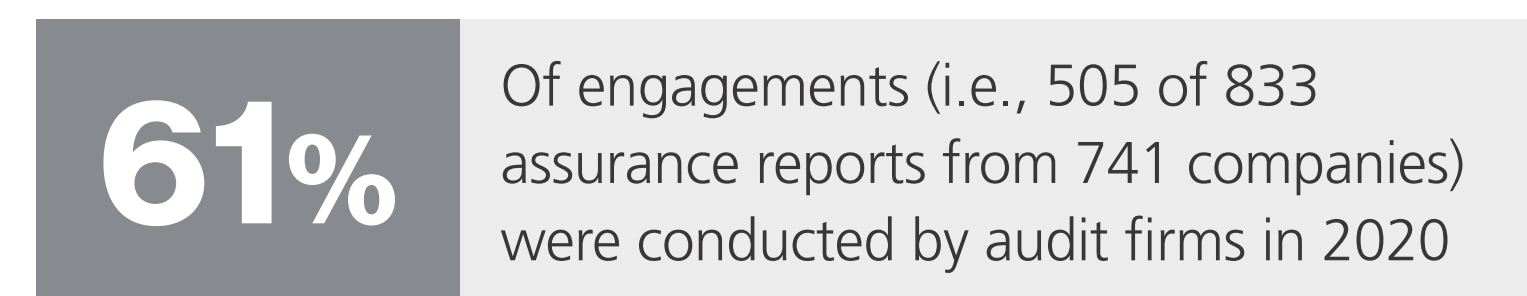 61%
Of engagements (i.e., 505 of 833
assurance reports from 741 companies)
were conducted by audit firms in 2020